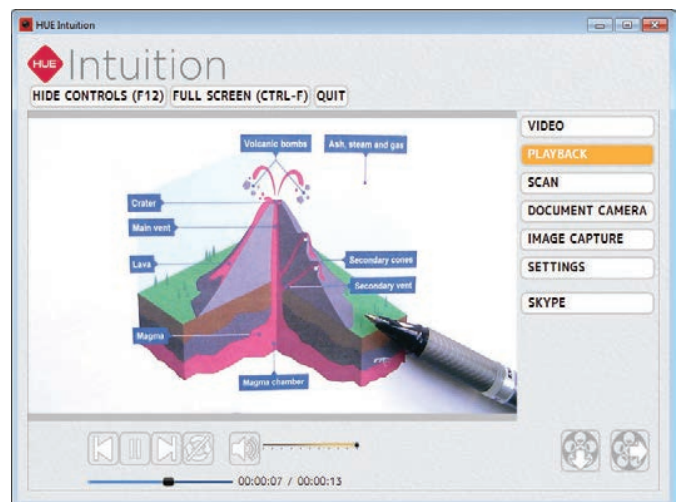 HUE Intuition
HUE Intuition
HIDE CONTROLS (F12) FULL SCREEN (CTRL-F) QUIT
VIDEO
PLAYBACK
SCAN
DOCUMENT CAMERA
IMAGE CAPTURE
SETTINGS
SKYPE
Volcanic bombs
Ash, steam and gas
Crater
Main vent
Lava
Secondary cones
Secondary vent
Magma
Magma chamber
00:00:07 / 00:00:13